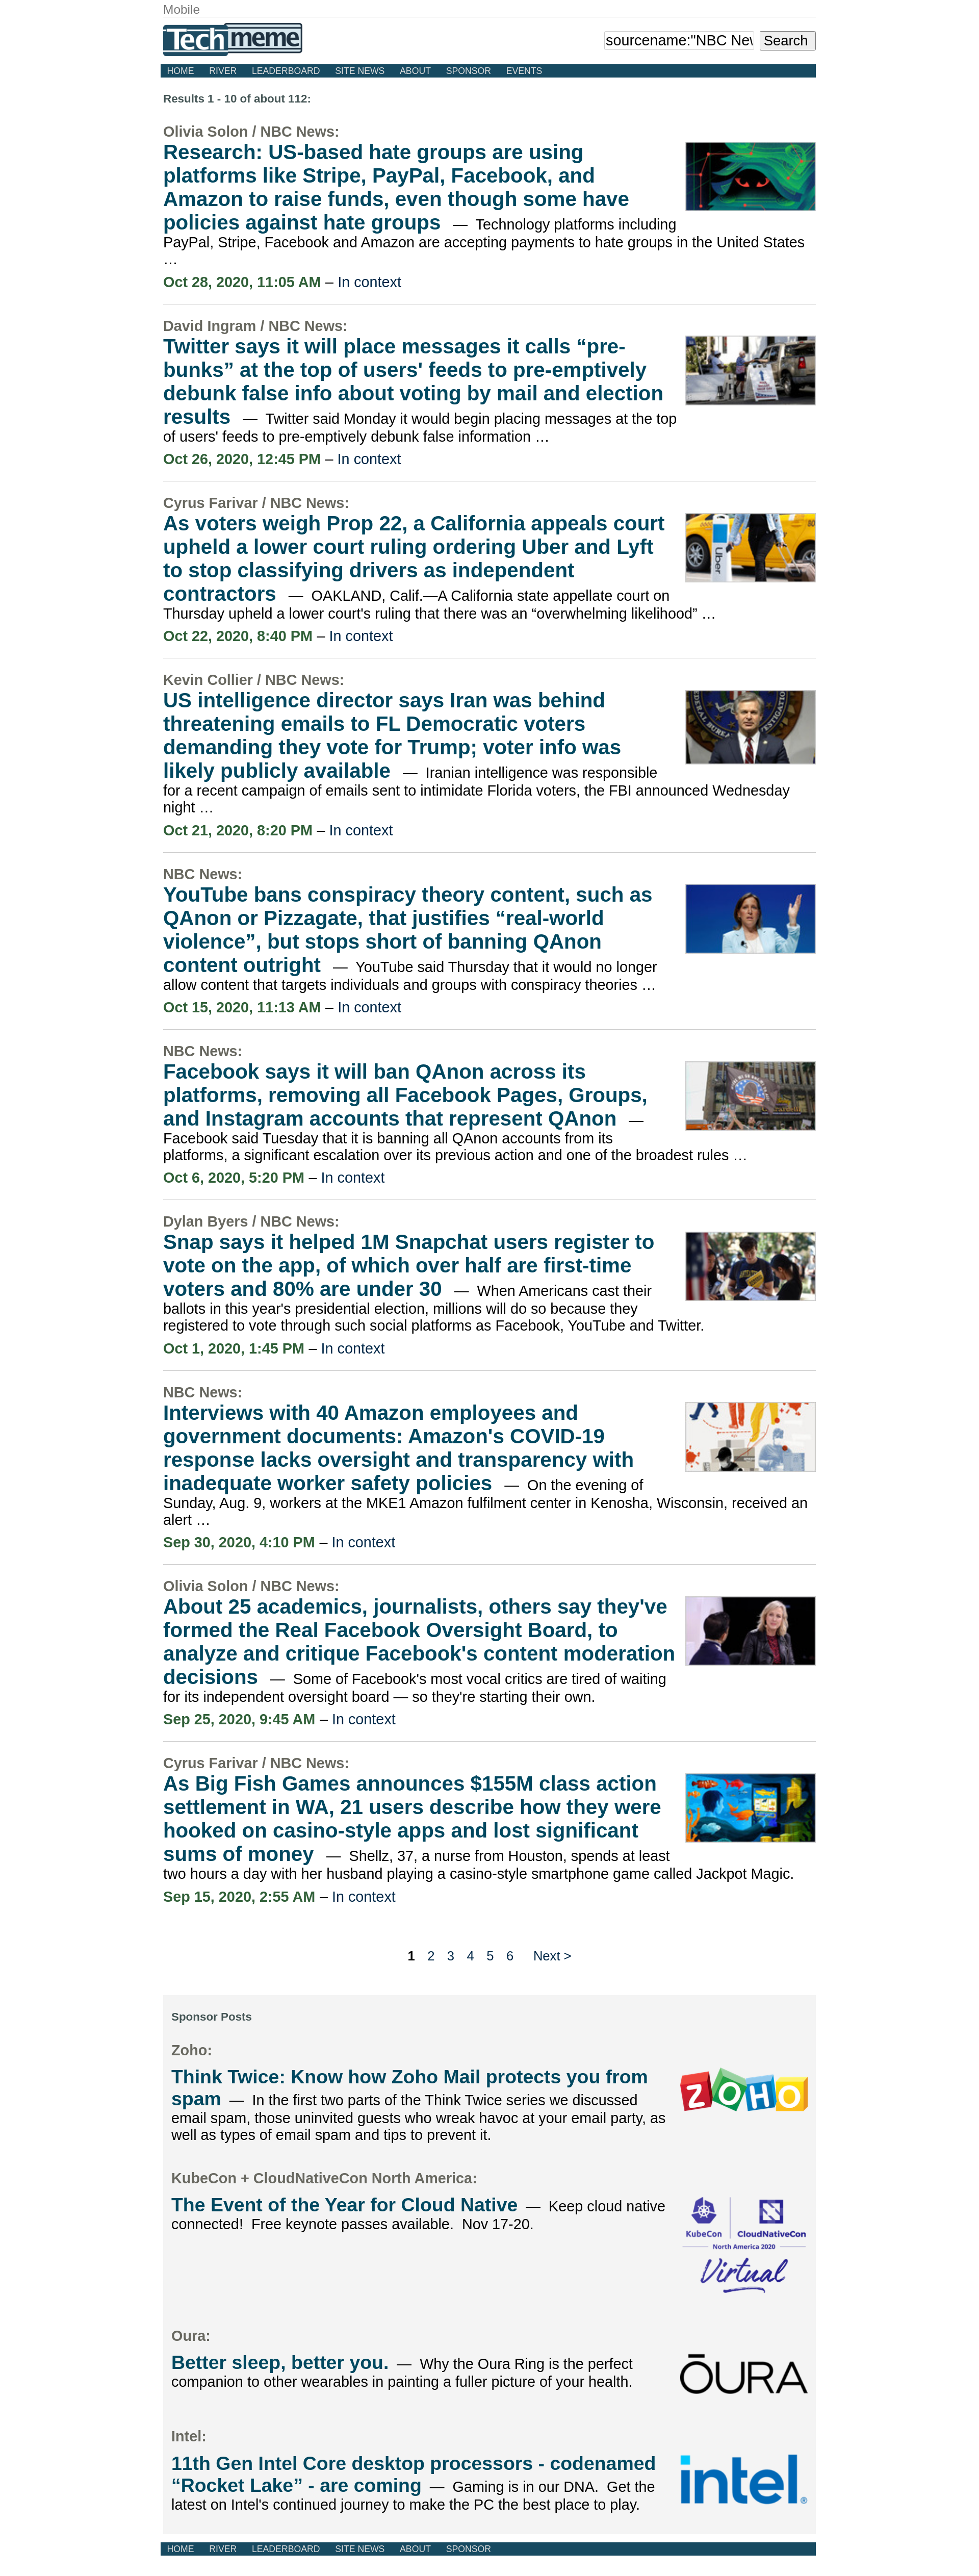 Mobile
Techmeme
sourcename:"NBC Nev
Search
HOME RIVER LEADERBOARD SITE NEWS ABOUT SPONSOR EVENTS
Results 1 - 10 of about 112:
Olivia Solon / NBC News:
Research: US-based hate groups are using
platforms like Stripe, PayPal, Facebook, and
Amazon to raise funds, even though some have
policies against hate groups — Technology platforms including
PayPal, Stripe, Facebook and Amazon are accepting payments to hate groups in the United States
…
Oct 28, 2020, 11:05 AM – In context
David Ingram / NBC News:
Twitter says it will place messages it calls “pre-
bunks” at the top of users' feeds to pre-emptively
debunk false info about voting by mail and election
results — Twitter said Monday it would begin placing messages at the top
of users' feeds to pre-emptively debunk false information …
Oct 26, 2020, 12:45 PM – In context
Cyrus Farivar / NBC News:
As voters weigh Prop 22, a California appeals court
upheld a lower court ruling ordering Uber and Lyft
to stop classifying drivers as independent
contractors — OAKLAND, Calif.—A California state appellate court on
Thursday upheld a lower court's ruling that there was an “overwhelming likelihood” …
Uber
Oct 22, 2020, 8:40 PM – In context
Kevin Collier / NBC News:
US intelligence director says Iran was behind
threatening emails to FL Democratic voters
demanding they vote for Trump; voter info was
likely publicly available — Iranian intelligence was responsible
for a recent campaign of emails sent to intimidate Florida voters, the FBI announced Wednesday
night …
Oct 21, 2020, 8:20 PM – In context
NBC News:
YouTube bans conspiracy theory content, such as
QAnon or Pizzagate, that justifies “real-world
violence”, but stops short of banning QAnon
content outright — YouTube said Thursday that it would no longer
allow content that targets individuals and groups with conspiracy theories …
Oct 15, 2020, 11:13 AM – In context
NBC News:
Facebook says it will ban QAnon across its
platforms, removing all Facebook Pages, Groups,
and Instagram accounts that represent QAnon —
Facebook said Tuesday that it is banning all QAnon accounts from its
platforms, a significant escalation over its previous action and one of the broadest rules …
Oct 6, 2020, 5:20 PM – In context
Dylan Byers / NBC News:
Snap says it helped 1M Snapchat users register to
vote on the app, of which over half are first-time
voters and 80% are under 30 — When Americans cast their
ballots in this year's presidential election, millions will do so because they
registered to vote through such social platforms as Facebook, YouTube and Twitter.
Oct 1, 2020, 1:45 PM – In context
NBC News:
Interviews with 40 Amazon employees and
government documents: Amazon's COVID-19
response lacks oversight and transparency with
inadequate worker safety policies — On the evening of
Sunday, Aug. 9, workers at the MKE1 Amazon fulfilment center in Kenosha, Wisconsin, received an
alert …
Sep 30, 2020, 4:10 PM – In context
Olivia Solon / NBC News:
About 25 academics, journalists, others say they've
formed the Real Facebook Oversight Board, to
analyze and critique Facebook's content moderation
decisions — Some of Facebook's most vocal critics are tired of waiting
for its independent oversight board — so they're starting their own.
Sep 25, 2020, 9:45 AM – In context
Cyrus Farivar / NBC News:
As Big Fish Games announces $155M class action
settlement in WA, 21 users describe how they were
hooked on casino-style apps and lost significant
sums of money — Shellz, 37, a nurse from Houston, spends at least
two hours a day with her husband playing a casino-style smartphone game called Jackpot Magic.
Sep 15, 2020, 2:55 AM – In context
1 2 3 4 5 6 Next >
Sponsor Posts
Zoho:
Think Twice: Know how Zoho Mail protects you from
spam — In the first two parts of the Think Twice series we discussed
email spam, those uninvited guests who wreak havoc at your email party, as
well as types of email spam and tips to prevent it.
ZOHO
KubeCon + CloudNativeCon North America:
The Event of the Year for Cloud Native — Keep cloud native
connected! Free keynote passes available. Nov 17-20.
KubeCon CloudNativeCon
North America 2020
Virtual
Oura:
Better sleep, better you. — Why the Oura Ring is the perfect
companion to other wearables in painting a fuller picture of your health.
ŌURA
Intel:
11th Gen Intel Core desktop processors - codenamed
“Rocket Lake” - are coming — Gaming is in our DNA. Get the
latest on Intel's continued journey to make the PC the best place to play.
intel®
HOME RIVER LEADERBOARD SITE NEWS ABOUT SPONSOR